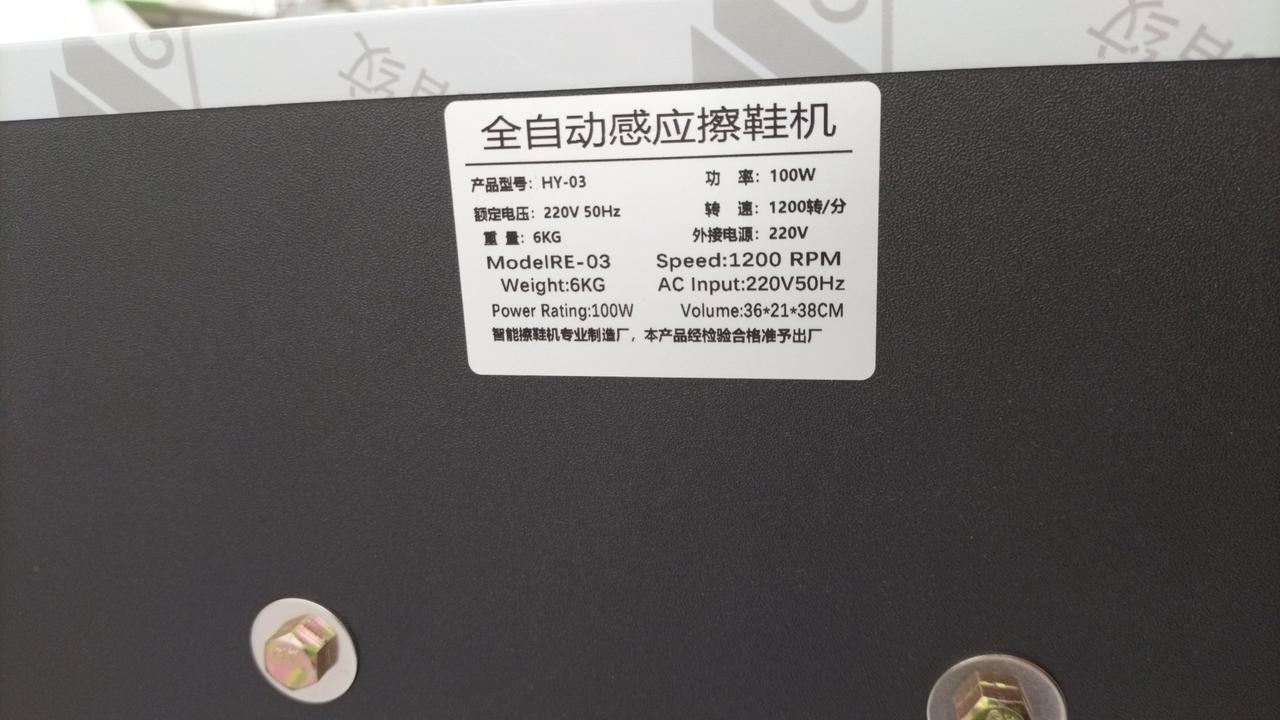 全自动感应擦鞋机
产品型号：HY-03 功 率：100W
额定电压：220V 50Hz 转 速：1200转/分
重 量：6KG 外接电源：220V
ModelRE-03 Speed:1200 RPM
Weight:6KG AC Input:220V50Hz
Power Rating:100W Volume:36*21*38CM
智能擦鞋机专业制造厂，本产品经检验合格准予出厂